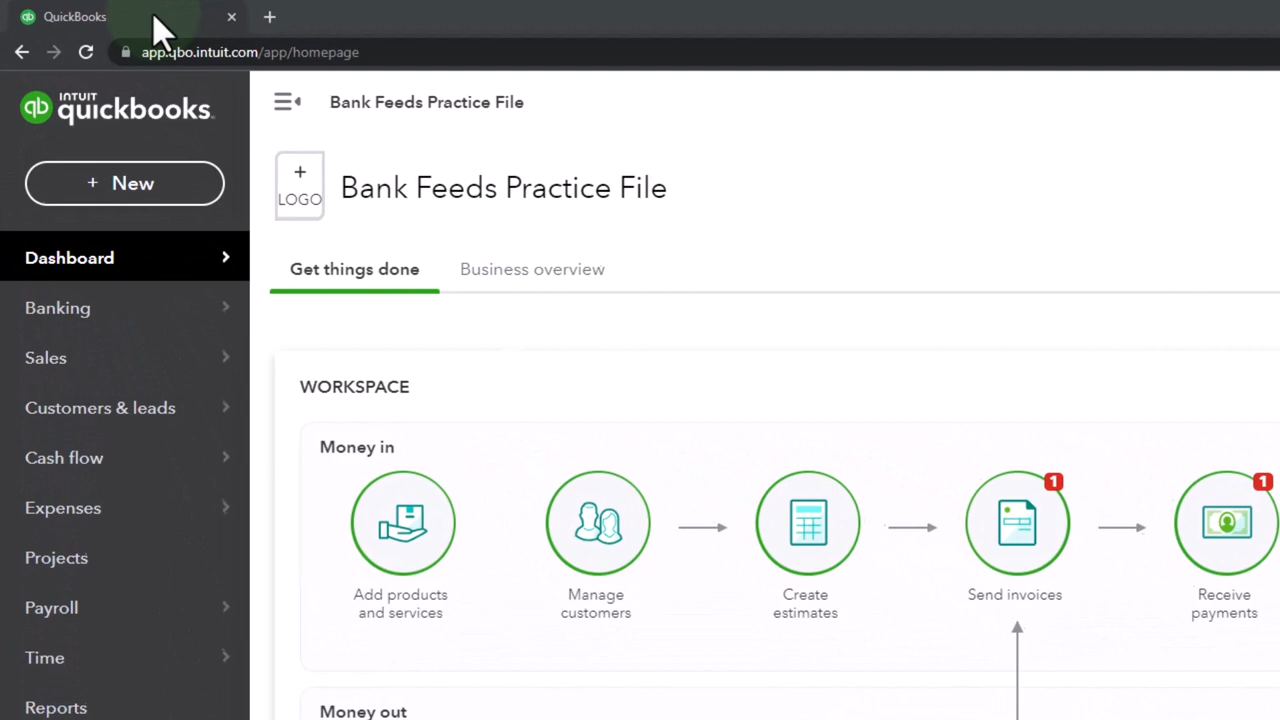 QuickBooks
app.qbo.intuit.com/app/homepage
INTUIT
quickbooks.
Bank Feeds Practice File
+ New
+
LOGO
Bank Feeds Practice File
Get things done
Business overview
Dashboard
Banking
Sales
Customers & leads
Cash flow
Expenses
Projects
Payroll
Time
Reports
WORKSPACE
Money in
Add products
and services
Manage
customers
Create
estimates
1
Send invoices
1
Receive
payments
Money out